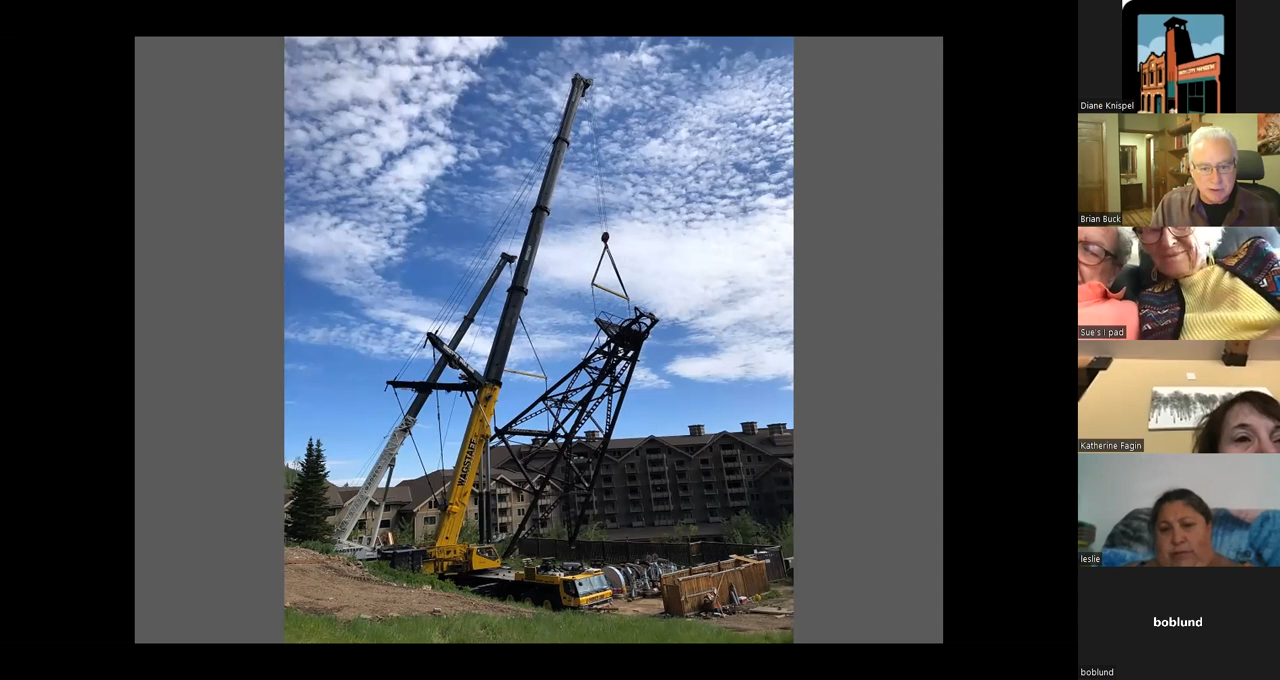 WAGSTAFF
Diane Knispel
Brian Buck
Sue's I pad
Katherine Fagin
leslie
boblund
boblund